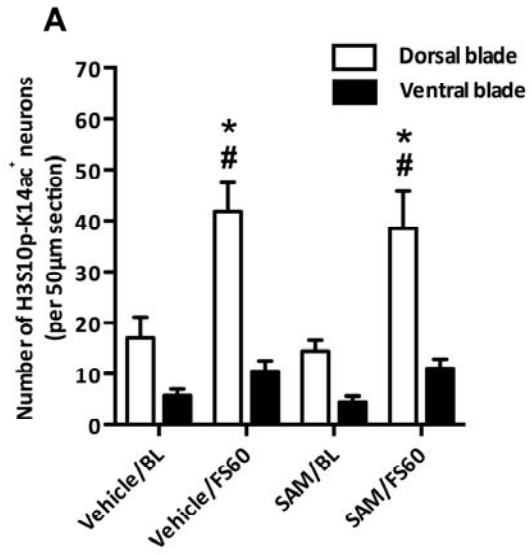 A
Dorsal blade
Ventral blade
Number of H3S10p-K14ac⁺ neurons
(per 50μm section)
70
60
50
40
30
20
10
0
*
#
*
#
Vehicle/BL
Vehicle/FS60
SAM/BL
SAM/FS60